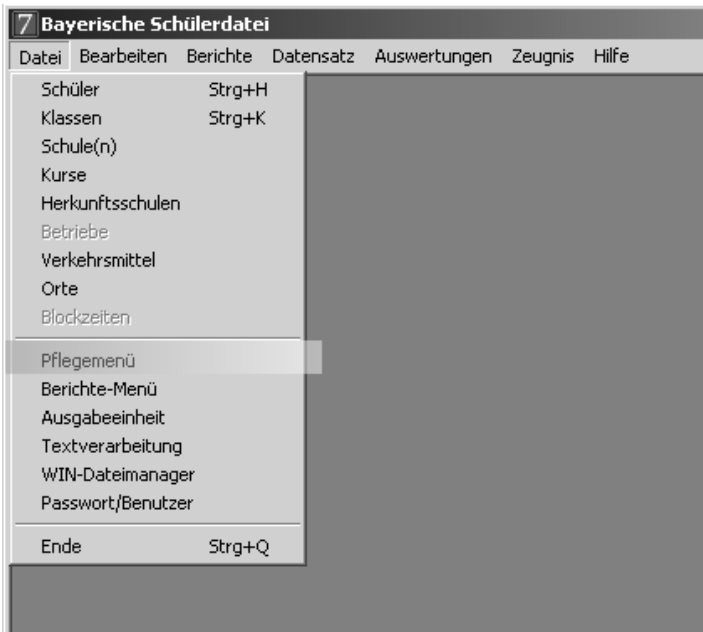 7 Bayerische Schülerdatei
Datei Bearbeiten Berichte Datensatz Auswertungen Zeugnis Hilfe
Schüler Strg+H
Klassen Strg+K
Schule(n)
Kurse
Herkunftsschulen
Betriebe
Verkehrsmittel
Orte
Blockzeiten
Pflegemenü
Berichte-Menü
Ausgabeeinheit
Textverarbeitung
WIN-Dateimanager
Passwort/Benutzer
Ende Strg+Q